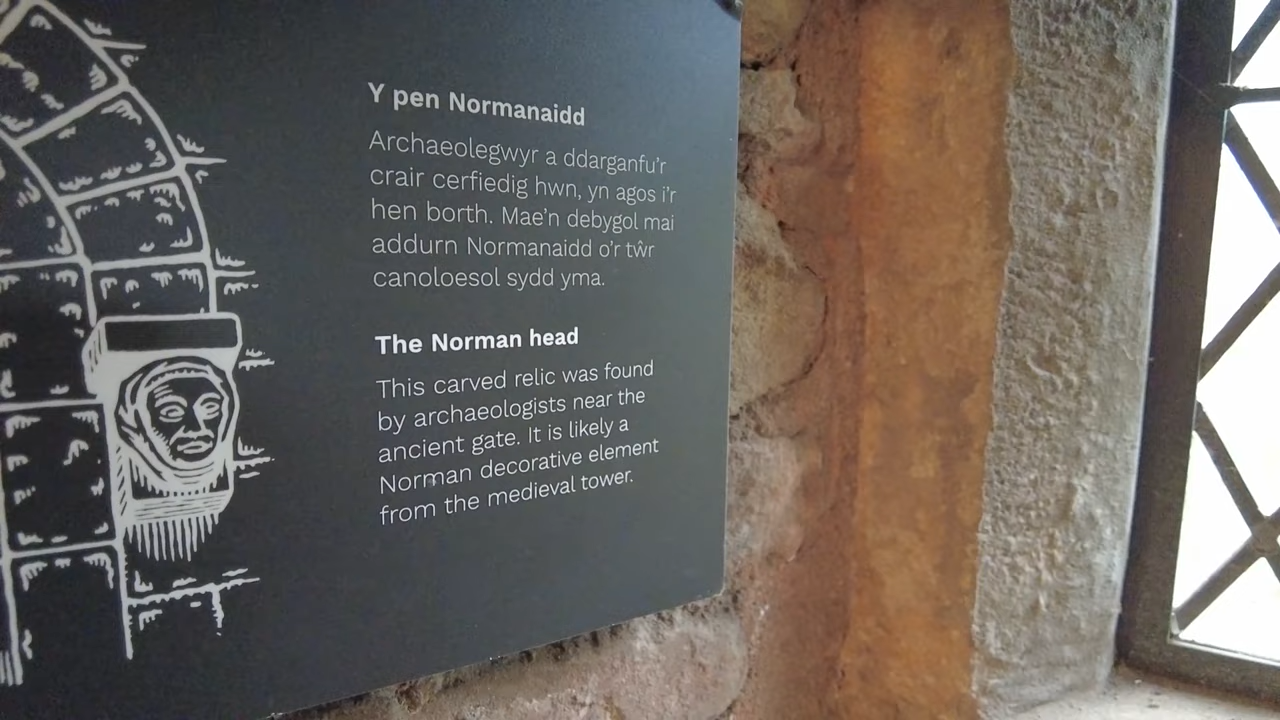 Y pen Normanaidd
Archaeolegwyr a ddarganfu'r
crair cerfiedig hwn, yn agos i'r
hen borth. Mae'n debygol mai
addurn Normanaidd o'r tŵr
canoloesol sydd yma.
The Norman head
This carved relic was found
by archaeologists near the
ancient gate. It is likely a
Norman decorative element
from the medieval tower.